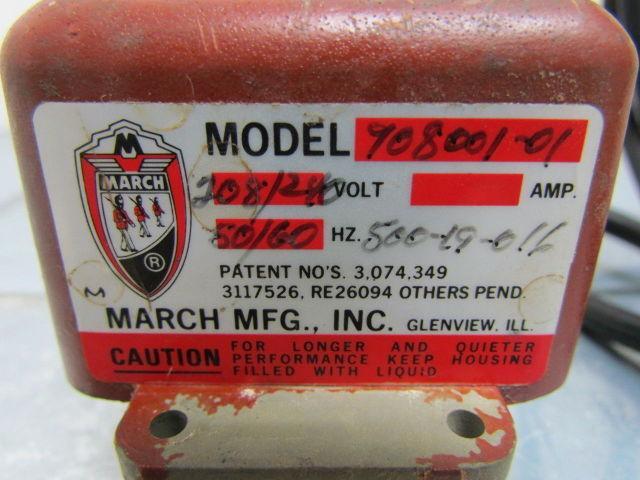 M
MARCH
®
MODEL 908001-01
208/240 VOLT AMP.
50/60 HZ. 500-19-016
PATENT NO'S. 3,074,349
M 3117526, RE26094 OTHERS PEND.
MARCH MFG., INC. GLENVIEW, ILL.
CAUTION FOR LONGER AND QUIETER
PERFORMANCE KEEP HOUSING
FILLED WITH LIQUID